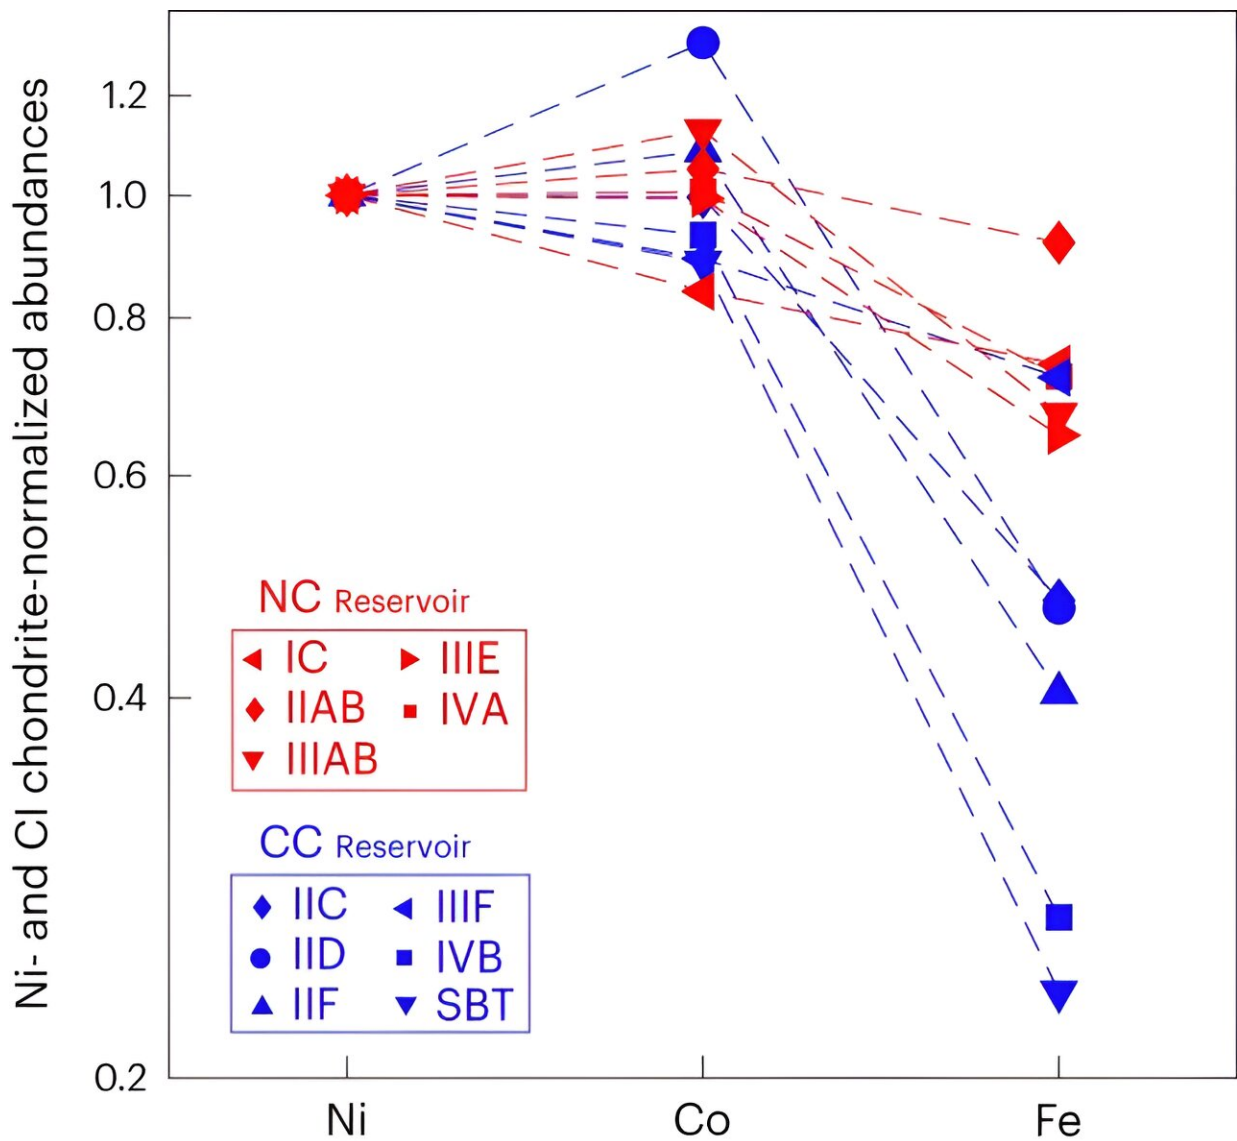 Ni- and CI chondrite-normalized abundances
1.2
1.0
0.8
0.6
0.4
0.2
NC Reservoir
IC IIIE
IIAB IVA
IIIAB
CC Reservoir
IIC IIIF
IID IVB
IIF SBT
Ni Co Fe